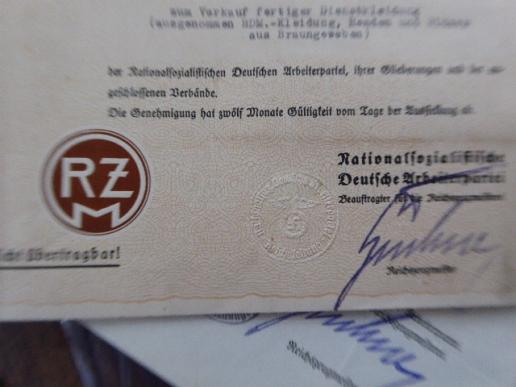 zum Verkauf fertiger Dienstkleidung
(ausgenommen BDM.-Kleidung, Hemden und Blusen
aus Braungeweben)
der Nationalsozialistischen Deutschen Arbeiterpartei, ihrer Gliederungen und der an-
geschlossenen Verbände.
Die Genehmigung hat zwölf Monate Gültigkeit vom Tage der Ausstellung ab.
RZM
Nationalsozialistische
Deutsche Arbeiterpartei
Beauftragter für die
übertragbar!
Reichszeugmeister
Reichszeugmeister